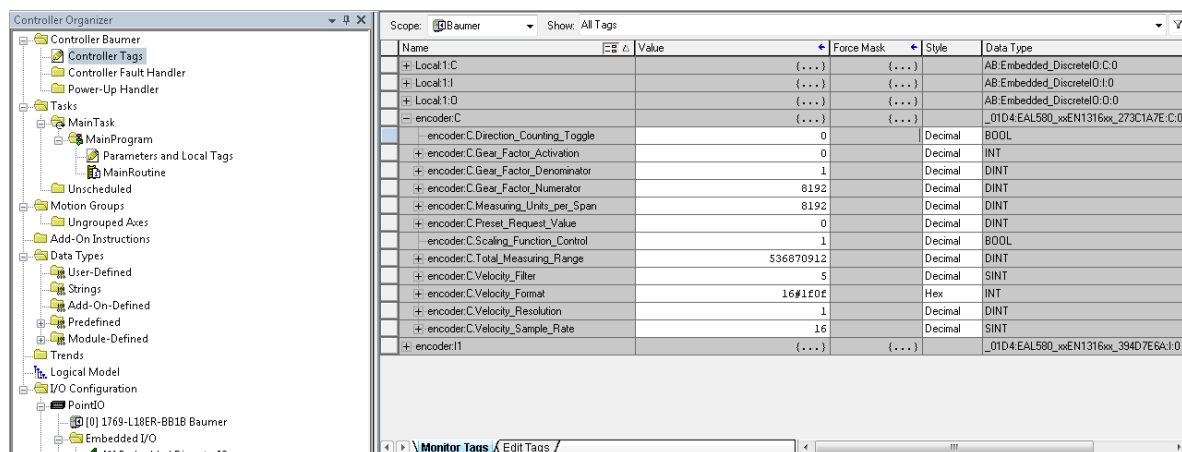 Controller Organizer
Controller Baumer
Controller Tags
Controller Fault Handler
Power-Up Handler
Tasks
MainTask
MainProgram
Parameters and Local Tags
MainRoutine
Unscheduled
Motion Groups
Ungrouped Axes
Add-On Instructions
Data Types
User-Defined
Strings
Add-On-Defined
Predefined
Module-Defined
Trends
Logical Model
I/O Configuration
PointIO
[0] 1769-L18ER-BB1B Baumer
Embedded I/O
Scope: Baumer Show: All Tags
Name Value Force Mask Style Data Type
Local:1:C {...} {...} AB:Embedded_DiscreteIO:C:0
Local:1:I {...} {...} AB:Embedded_DiscreteIO:I:0
Local:1:O {...} {...} AB:Embedded_DiscreteIO:O:0
encoder:C {...} {...} _01D4:EAL580_xxEN1316xx_273C1A7E:C:0
encoder:C.Direction_Counting_Toggle 0 Decimal BOOL
encoder:C.Gear_Factor_Activation 0 Decimal INT
encoder:C.Gear_Factor_Denominator 1 Decimal DINT
encoder:C.Gear_Factor_Numerator 8192 Decimal DINT
encoder:C.Measuring_Units_per_Span 8192 Decimal DINT
encoder:C.Preset_Request_Value 0 Decimal DINT
encoder:C.Scaling_Function_Control 1 Decimal BOOL
encoder:C.Total_Measuring_Range 536870912 Decimal DINT
encoder:C.Velocity_Filter 5 Decimal SINT
encoder:C.Velocity_Format 16#1f0f Hex INT
encoder:C.Velocity_Resolution 1 Decimal DINT
encoder:C.Velocity_Sample_Rate 16 Decimal SINT
encoder:I1 {...} {...} _01D4:EAL580_xxEN1316xx_394D7E6A:I:0
Monitor Tags Edit Tags